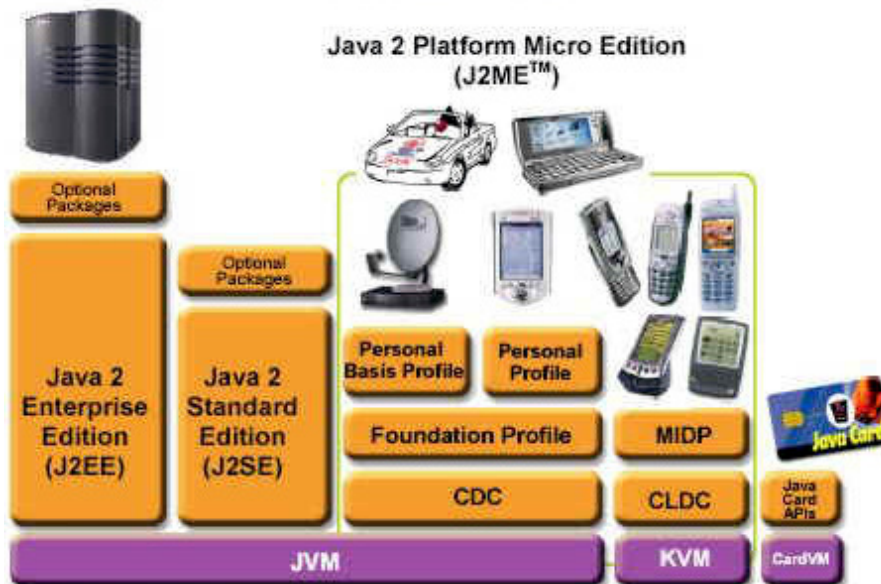 Java 2 Platform Micro Edition
(J2ME™)
Optional
Packages
Optional
Packages
Java 2
Enterprise
Edition
(J2EE)
Java 2
Standard
Edition
(J2SE)
Personal
Basis Profile
Personal
Profile
Foundation Profile
MIDP
CDC
CLDC
Java
Card
APIs
Java Card
JVM
KVM
CardVM